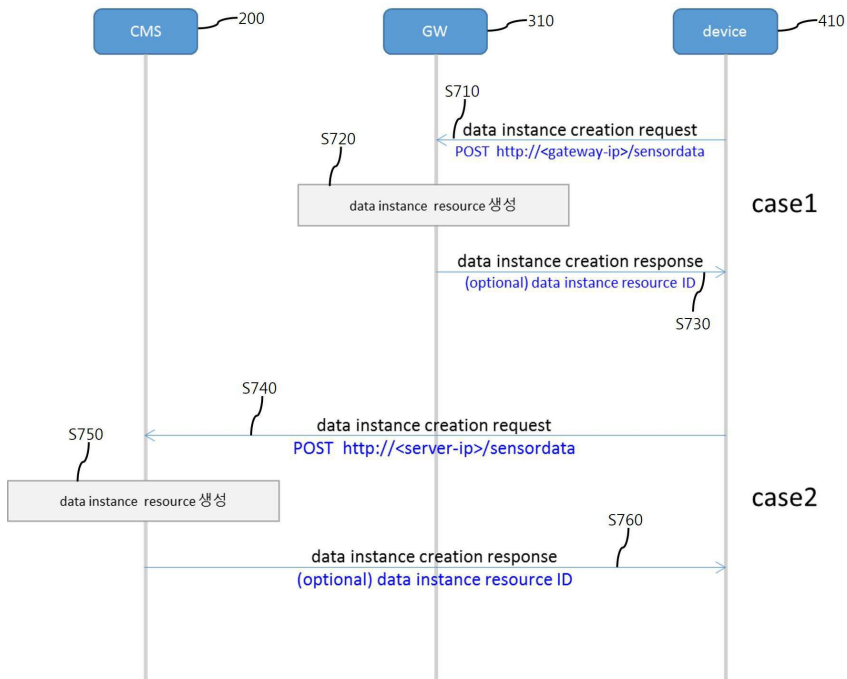 CMS
200
GW
310
device
410
S710
data instance creation request
POST http://<gateway-ip>/sensordata
S720
data instance resource 생성
case1
data instance creation response
(optional) data instance resource ID
S730
S740
data instance creation request
POST http://<server-ip>/sensordata
S750
data instance resource 생성
case2
S760
data instance creation response
(optional) data instance resource ID